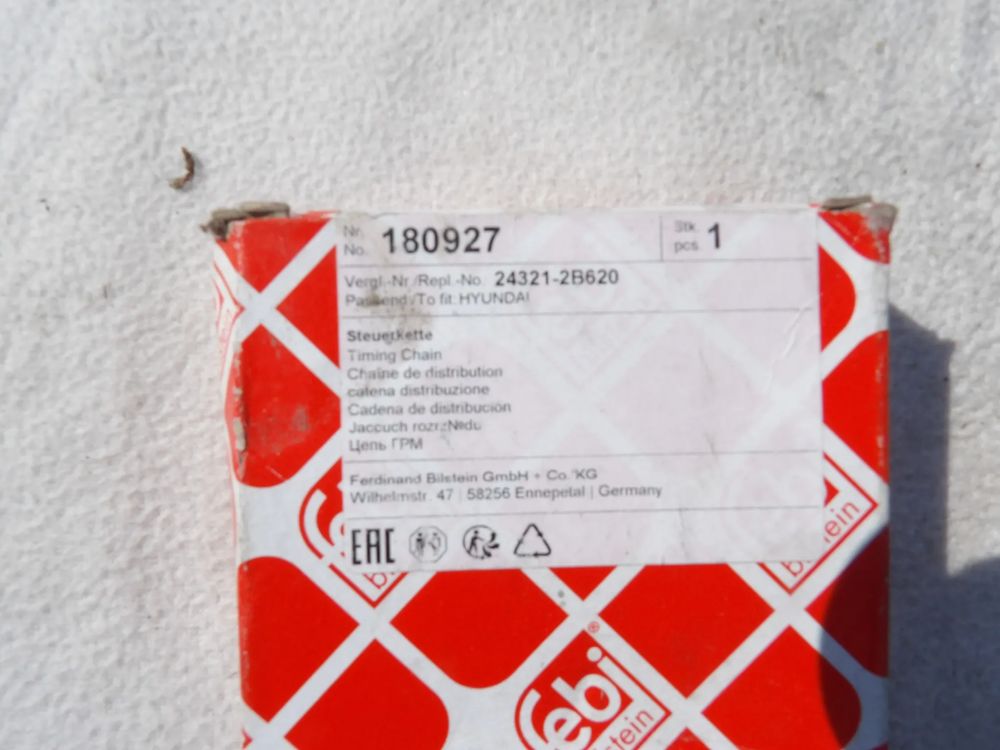 Nr.
No. 180927
Stk.
pcs 1
Vergl.-Nr./Repl.-No. 24321-2B620
Passend/To fit: HYUNDAI
Steuerkette
Timing Chain
Chaîne de distribution
catena distribuzione
Cadena de distribución
Цепь ГРМ
Ferdinand Bilstein GmbH + Co. KG
Wilhelmstr. 47 | 58256 Ennepetal | Germany
EAC
febi
bilstein